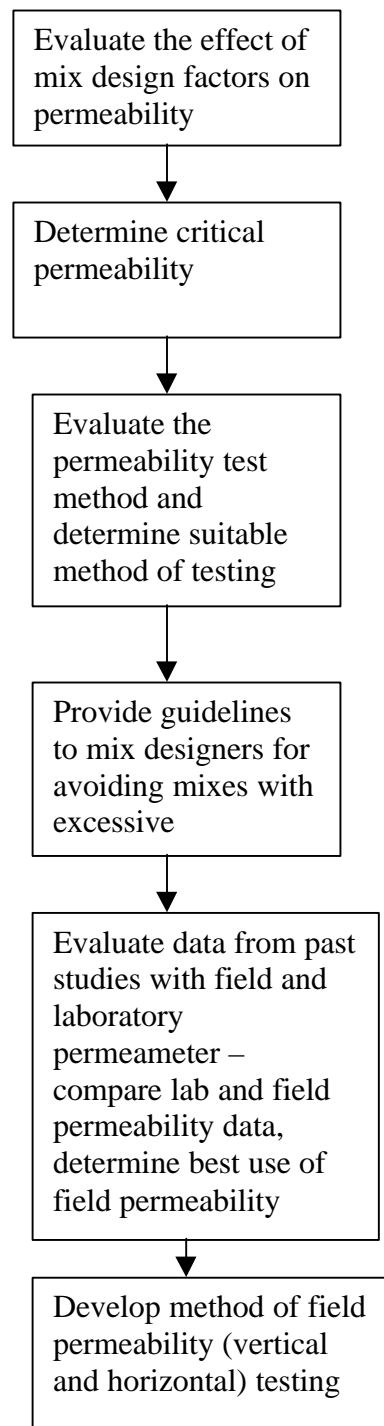 Evaluate the effect of
mix design factors on
permeability
Determine critical
permeability
Evaluate the
permeability test
method and
determine suitable
method of testing
Provide guidelines
to mix designers for
avoiding mixes with
excessive
Evaluate data from past
studies with field and
laboratory
permeameter –
compare lab and field
permeability data,
determine best use of
field permeability
Develop method of field
permeability (vertical
and horizontal) testing